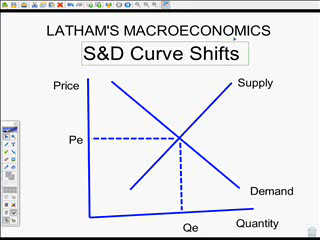 LATHAM'S MACROECONOMICS
S&D Curve Shifts
Price
Supply
Pe
Demand
Qe
Quantity